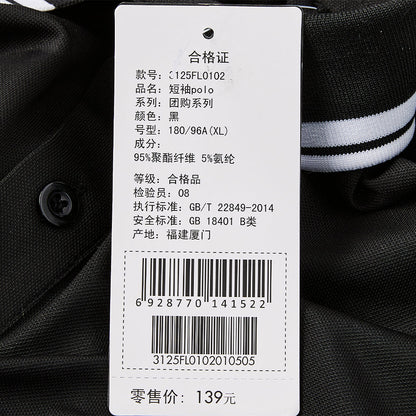 合格证
款号: 3125FL0102
品名: 短袖polo
系列: 团购系列
颜色: 黑
号型: 180/96A(XL)
成分:
95%聚酯纤维 5%氨纶
等级: 合格品
检验员: 08
执行标准: GB/T 22849-2014
安全标准: GB 18401 B类
产地: 福建厦门
6 928770 141522
3125FL0102010505
零售价: 139元